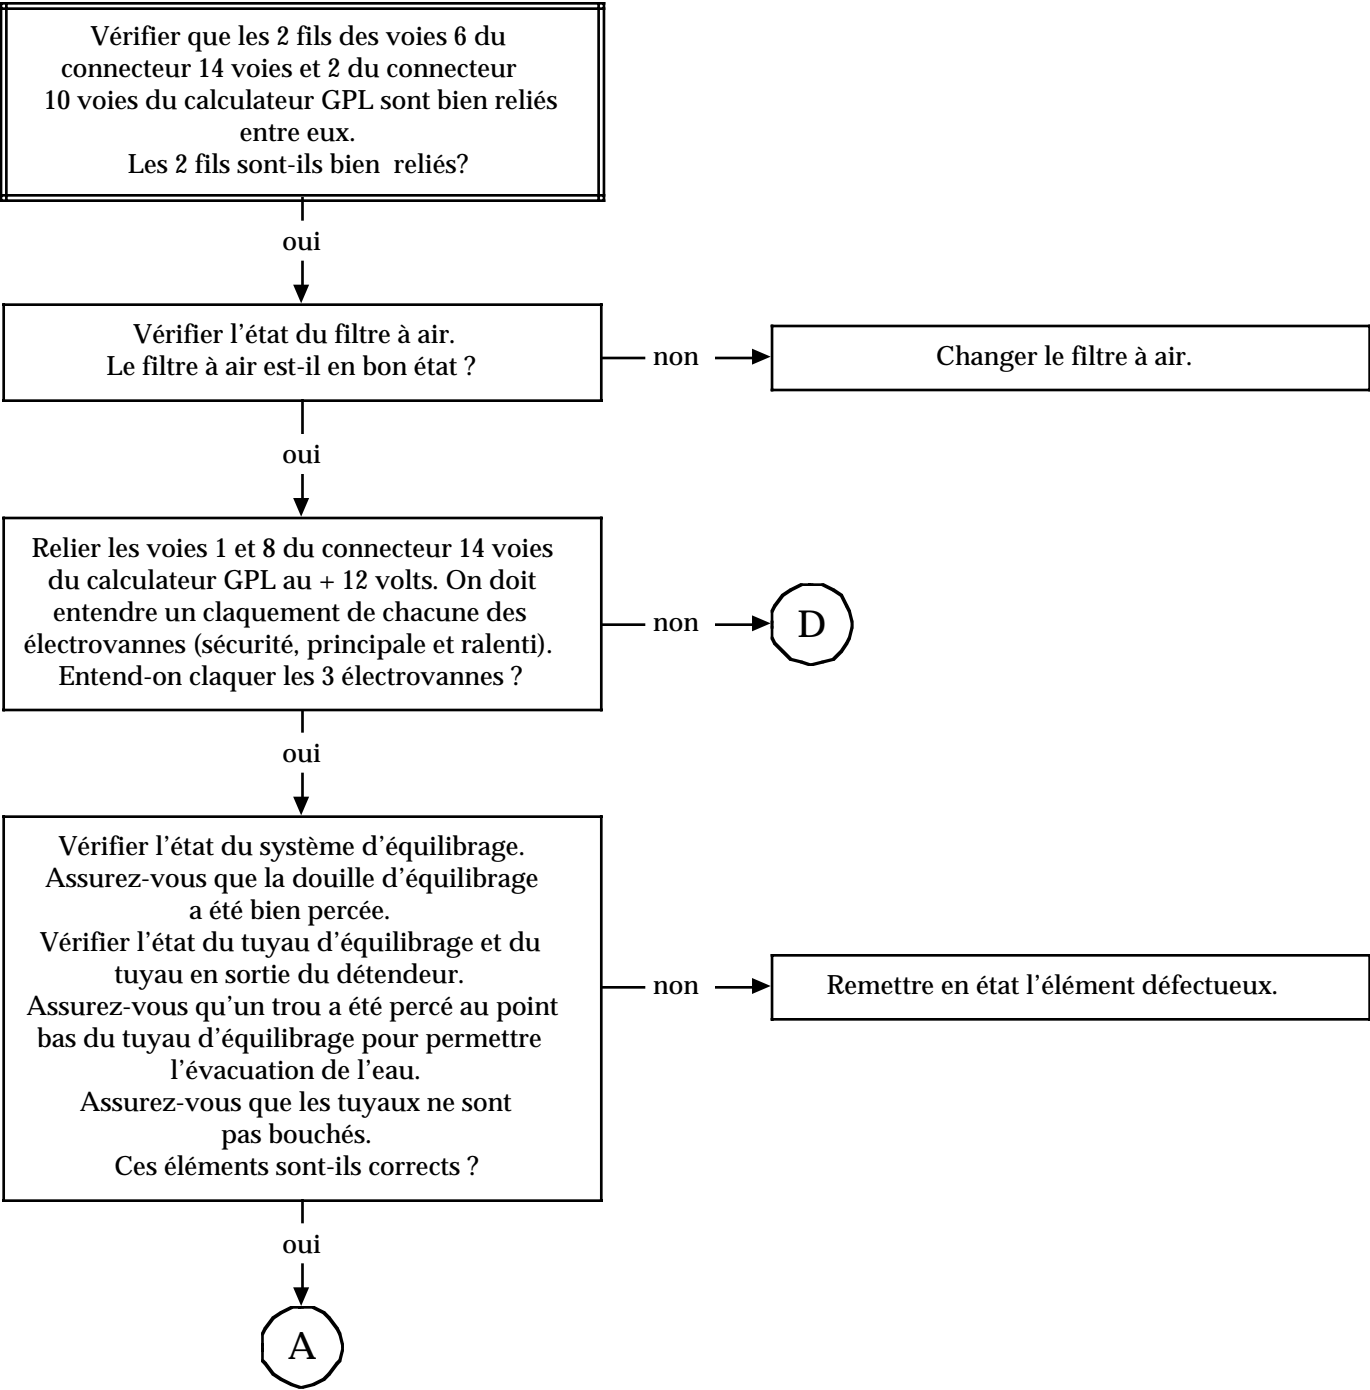 Vérifier que les 2 fils des voies 6 du
connecteur 14 voies et 2 du connecteur
10 voies du calculateur GPL sont bien reliés
entre eux.
Les 2 fils sont-ils bien reliés?
oui
Vérifier l’état du filtre à air.
Le filtre à air est-il en bon état ?
non
Changer le filtre à air.
oui
Relier les voies 1 et 8 du connecteur 14 voies
du calculateur GPL au + 12 volts. On doit
entendre un claquement de chacune des
électrovannes (sécurité, principale et ralenti).
Entend-on claquer les 3 électrovannes ?
non
D
oui
Vérifier l’état du système d’équilibrage.
Assurez-vous que la douille d’équilibrage
a été bien percée.
Vérifier l’état du tuyau d’équilibrage et du
tuyau en sortie du détendeur.
Assurez-vous qu’un trou a été percé au point
bas du tuyau d’équilibrage pour permettre
l’évacuation de l’eau.
Assurez-vous que les tuyaux ne sont
pas bouchés.
Ces éléments sont-ils corrects ?
non
Remettre en état l’élément défectueux.
oui
A